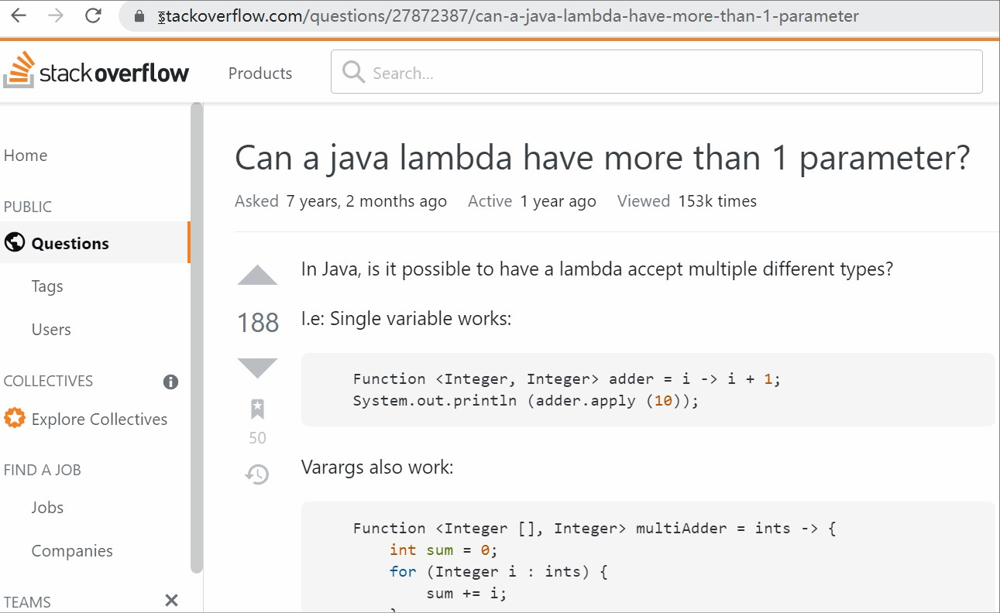 stackoverflow.com/questions/27872387/can-a-java-lambda-have-more-than-1-parameter
stackoverflow
Products
Search...
Home
PUBLIC
Questions
Tags
Users
COLLECTIVES
Explore Collectives
FIND A JOB
Jobs
Companies
TEAMS
Can a java lambda have more than 1 parameter?
Asked 7 years, 2 months ago Active 1 year ago Viewed 153k times
188
50
In Java, is it possible to have a lambda accept multiple different types?
I.e: Single variable works:
Function <Integer, Integer> adder = i -> i + 1;
System.out.println (adder.apply (10));
Varargs also work:
Function <Integer [], Integer> multiAdder = ints -> {
int sum = 0;
for (Integer i : ints) {
sum += i;